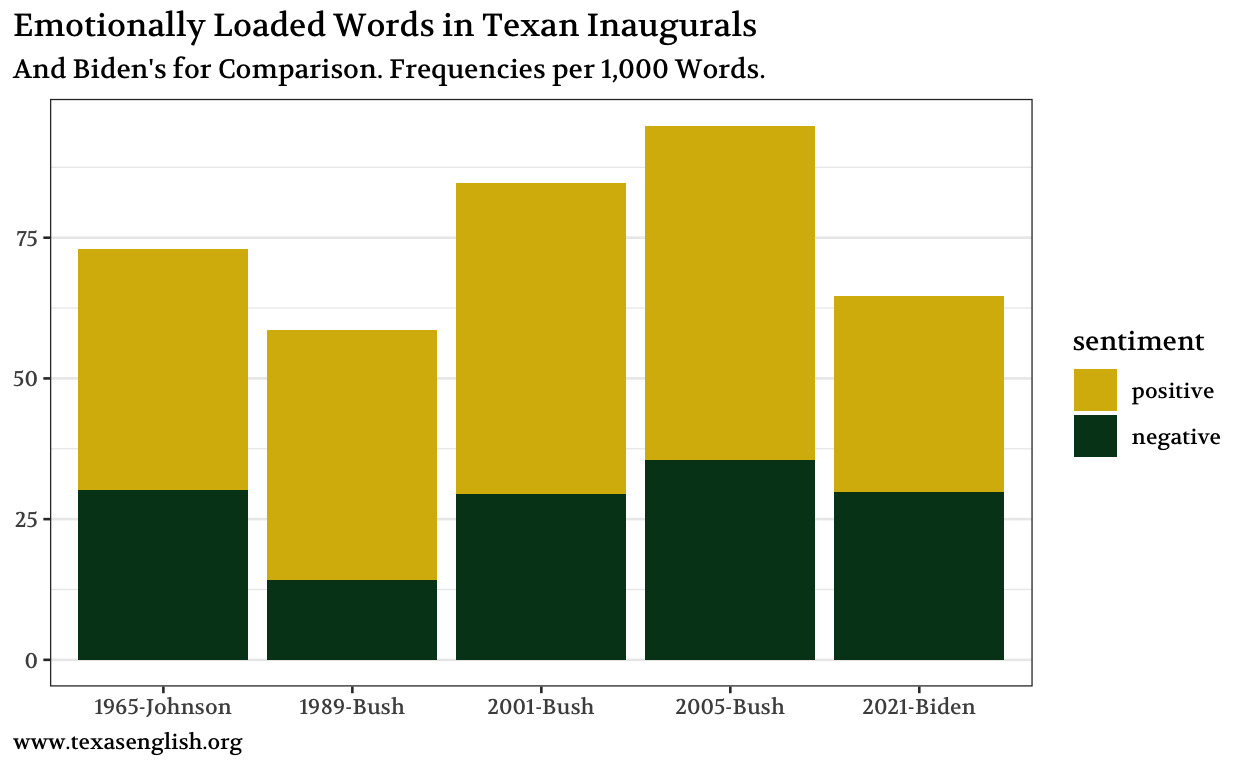 Emotionally Loaded Words in Texan Inaugurals
And Biden's for Comparison. Frequencies per 1,000 Words.
75
50
25
0
1965-Johnson
1989-Bush
2001-Bush
2005-Bush
2021-Biden
sentiment
positive
negative
www.texasenglish.org